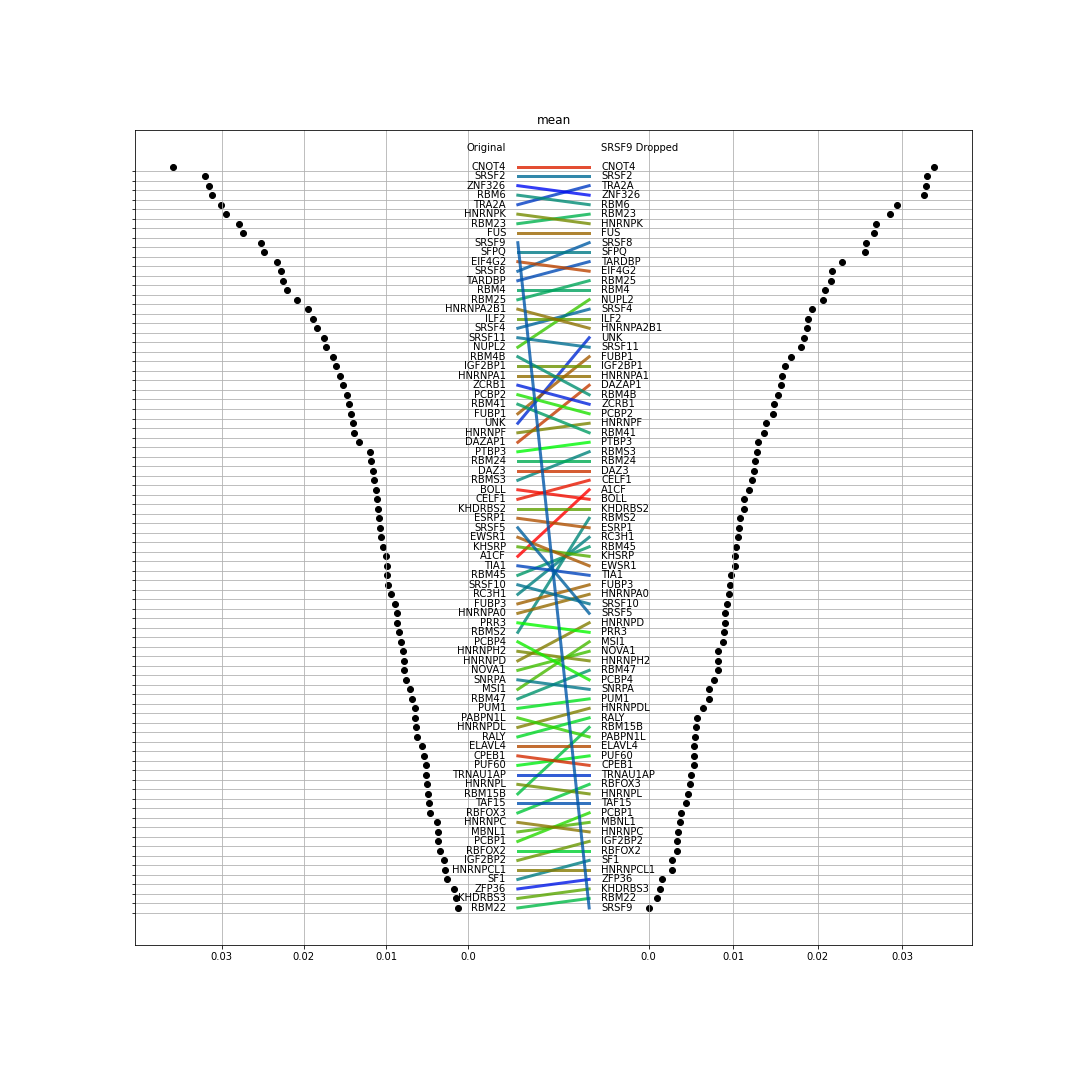 mean
Original SRSF9 Dropped
CNOT4 CNOT4
SRSF2 SRSF2
ZNF326 TRA2A
RBM6 ZNF326
TRA2A RBM6
HNRNPK RBM23
RBM23 HNRNPK
FUS FUS
SRSF9 SRSF8
SFPQ SFPQ
EIF4G2 TARDBP
SRSF8 EIF4G2
TARDBP RBM25
RBM4 RBM4
RBM25 NUPL2
HNRNPA2B1 SRSF4
ILF2 ILF2
SRSF4 HNRNPA2B1
SRSF11 UNK
NUPL2 SRSF11
RBM4B FUBP1
IGF2BP1 IGF2BP1
HNRNPA1 HNRNPA1
ZCRB1 DAZAP1
PCBP2 RBM4B
RBM41 ZCRB1
FUBP1 PCBP2
UNK HNRNPF
HNRNPF RBM41
DAZAP1 PTBP3
PTBP3 RBMS3
RBM24 RBM24
DAZ3 DAZ3
RBMS3 CELF1
BOLL A1CF
CELF1 BOLL
KHDRBS2 KHDRBS2
ESRP1 RBMS2
SRSF5 ESRP1
EWSR1 RC3H1
KHSRP RBM45
A1CF KHSRP
TIA1 EWSR1
RBM45 TIA1
SRSF10 FUBP3
RC3H1 HNRNPA0
FUBP3 SRSF10
HNRNPA0 SRSF5
PRR3 HNRNPD
RBMS2 PRR3
PCBP4 MSI1
HNRNPH2 NOVA1
HNRNPD HNRNPH2
NOVA1 RBM47
SNRPA PCBP4
MSI1 SNRPA
RBM47 PUM1
PUM1 HNRNPDL
PABPN1L RALY
HNRNPDL RBM15B
RALY PABPN1L
ELAVL4 ELAVL4
CPEB1 PUF60
PUF60 CPEB1
TRNAU1AP TRNAU1AP
HNRNPL RBFOX3
RBM15B HNRNPL
TAF15 TAF15
RBFOX3 PCBP1
HNRNPC MBNL1
MBNL1 HNRNPC
PCBP1 IGF2BP2
RBFOX2 RBFOX2
IGF2BP2 SF1
HNRNPCL1 HNRNPCL1
SF1 ZFP36
ZFP36 KHDRBS3
KHDRBS3 RBM22
RBM22 SRSF9
0.03 0.02 0.01 0.0 0.0 0.01 0.02 0.03